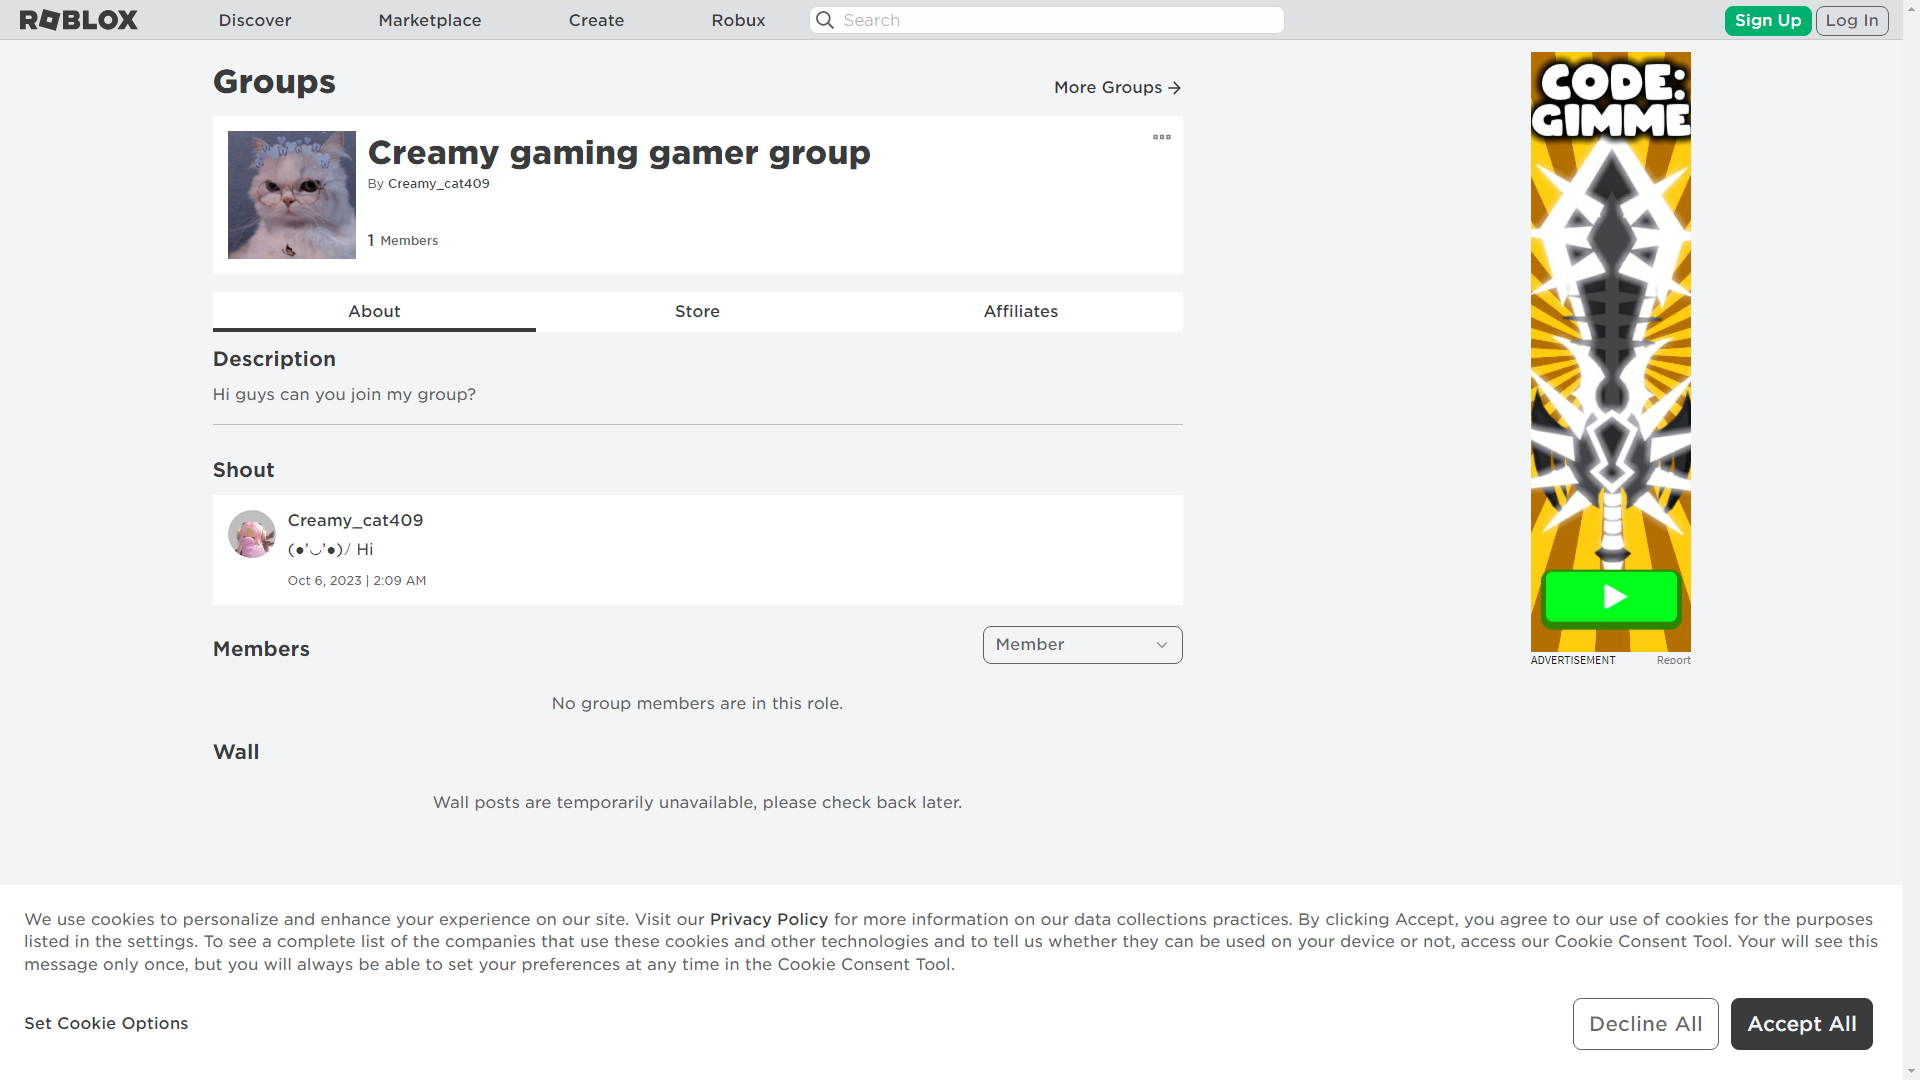 ROBLOX
Discover
Marketplace
Create
Robux
Search
Sign Up
Log In
Groups
More Groups
Creamy gaming gamer group
By Creamy_cat409
1 Members
About
Store
Affiliates
Description
Hi guys can you join my group?
Shout
Creamy_cat409
(●'◡'●)ﾉ Hi
Oct 6, 2023 | 2:09 AM
Members
Member
No group members are in this role.
Wall
Wall posts are temporarily unavailable, please check back later.
CODE:
GIMME
ADVERTISEMENT
Report
We use cookies to personalize and enhance your experience on our site. Visit our Privacy Policy for more information on our data collections practices. By clicking Accept, you agree to our use of cookies for the purposes
listed in the settings. To see a complete list of the companies that use these cookies and other technologies and to tell us whether they can be used on your device or not, access our Cookie Consent Tool. Your will see this
message only once, but you will always be able to set your preferences at any time in the Cookie Consent Tool.
Set Cookie Options
Decline All
Accept All